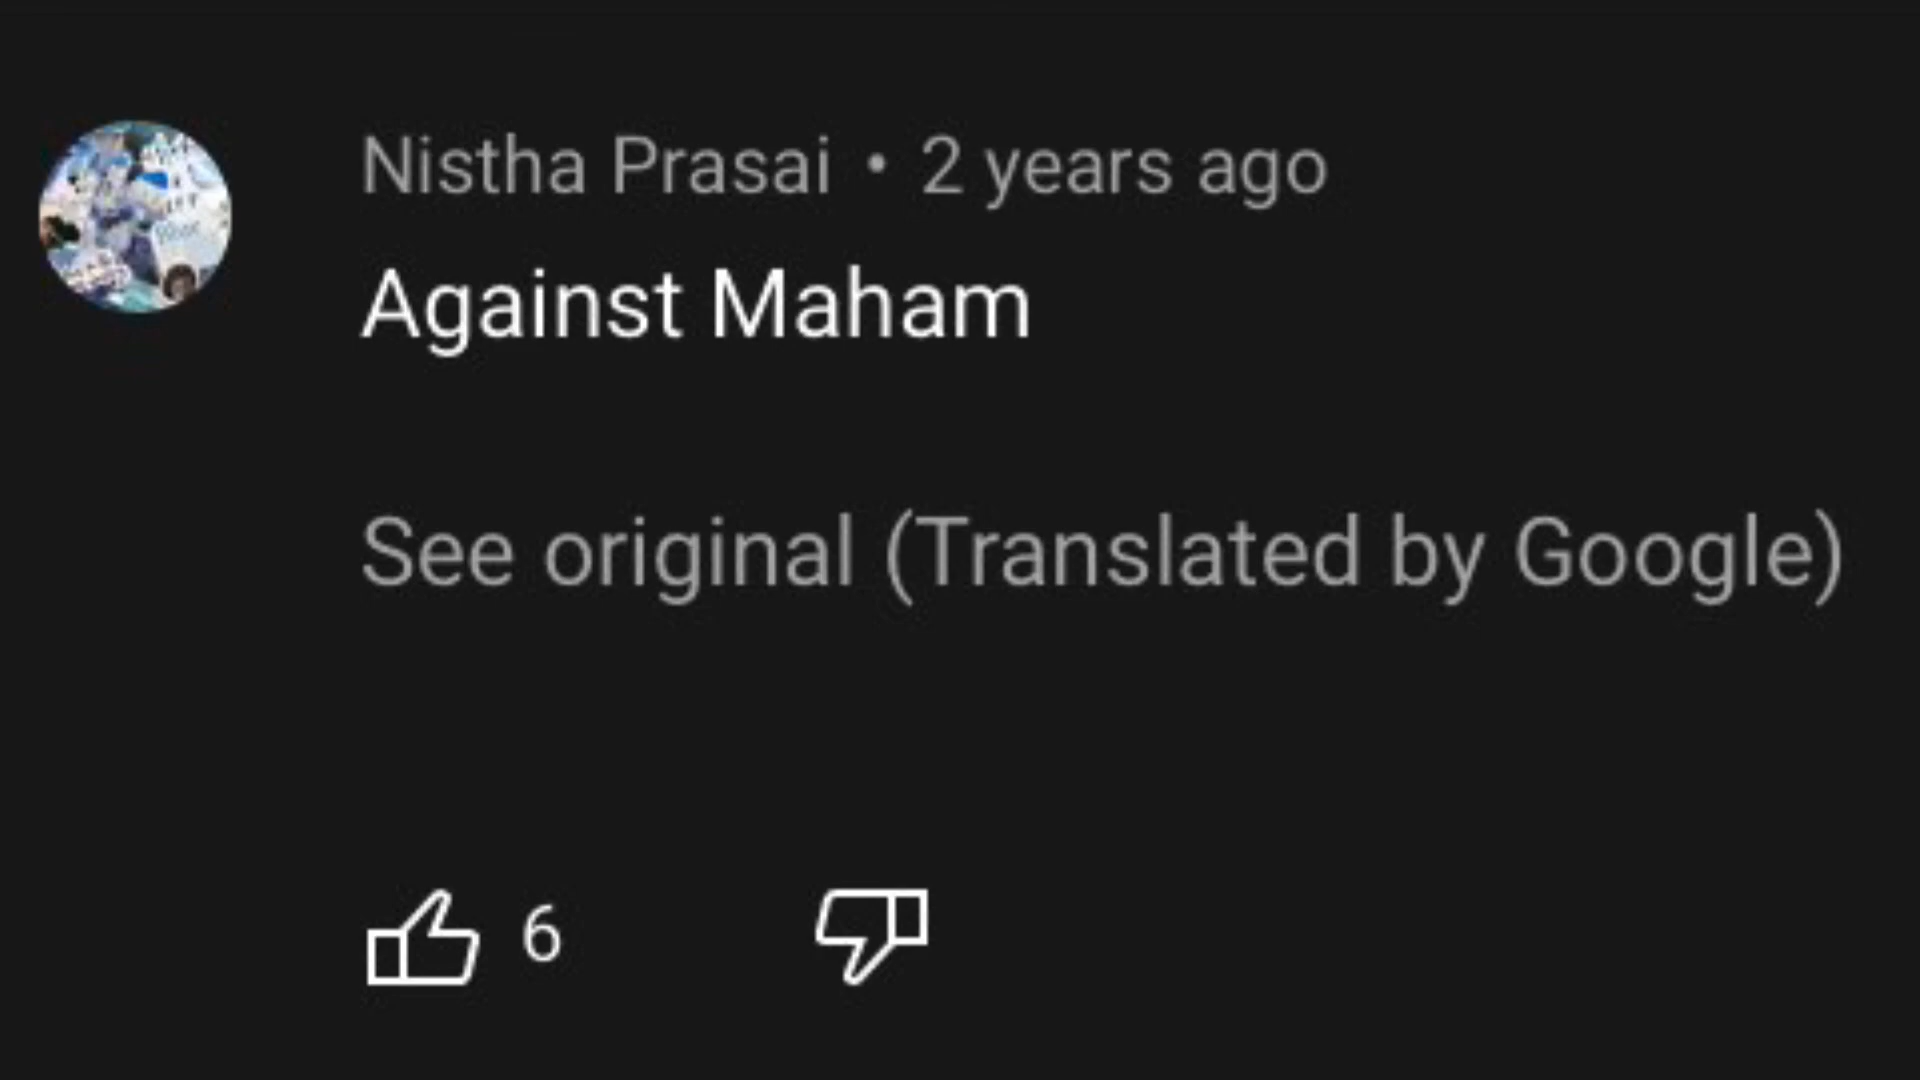 Nistha Prasai • 2 years ago
Against Maham
See original (Translated by Google)
6